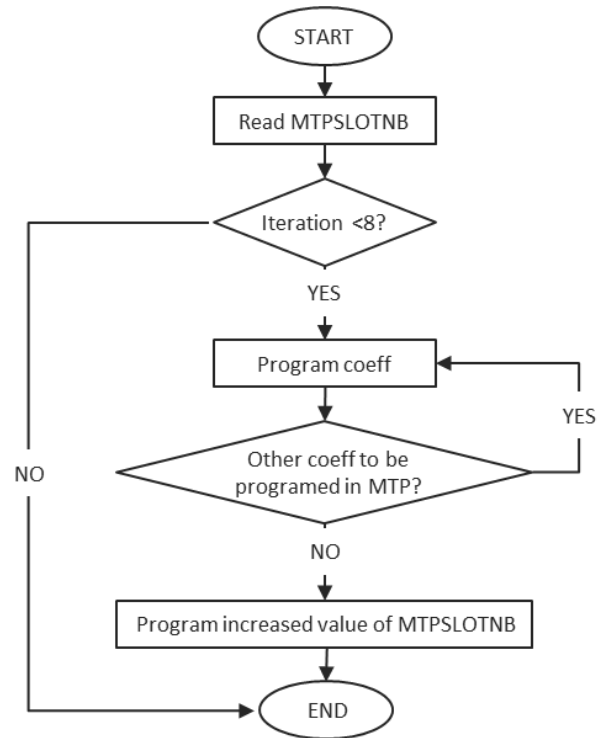 START
Read MTPSLOTNB
Iteration <8?
YES
Program coeff
YES
Other coeff to be
programed in MTP?
NO
NO
Program increased value of MTPSLOTNB
END